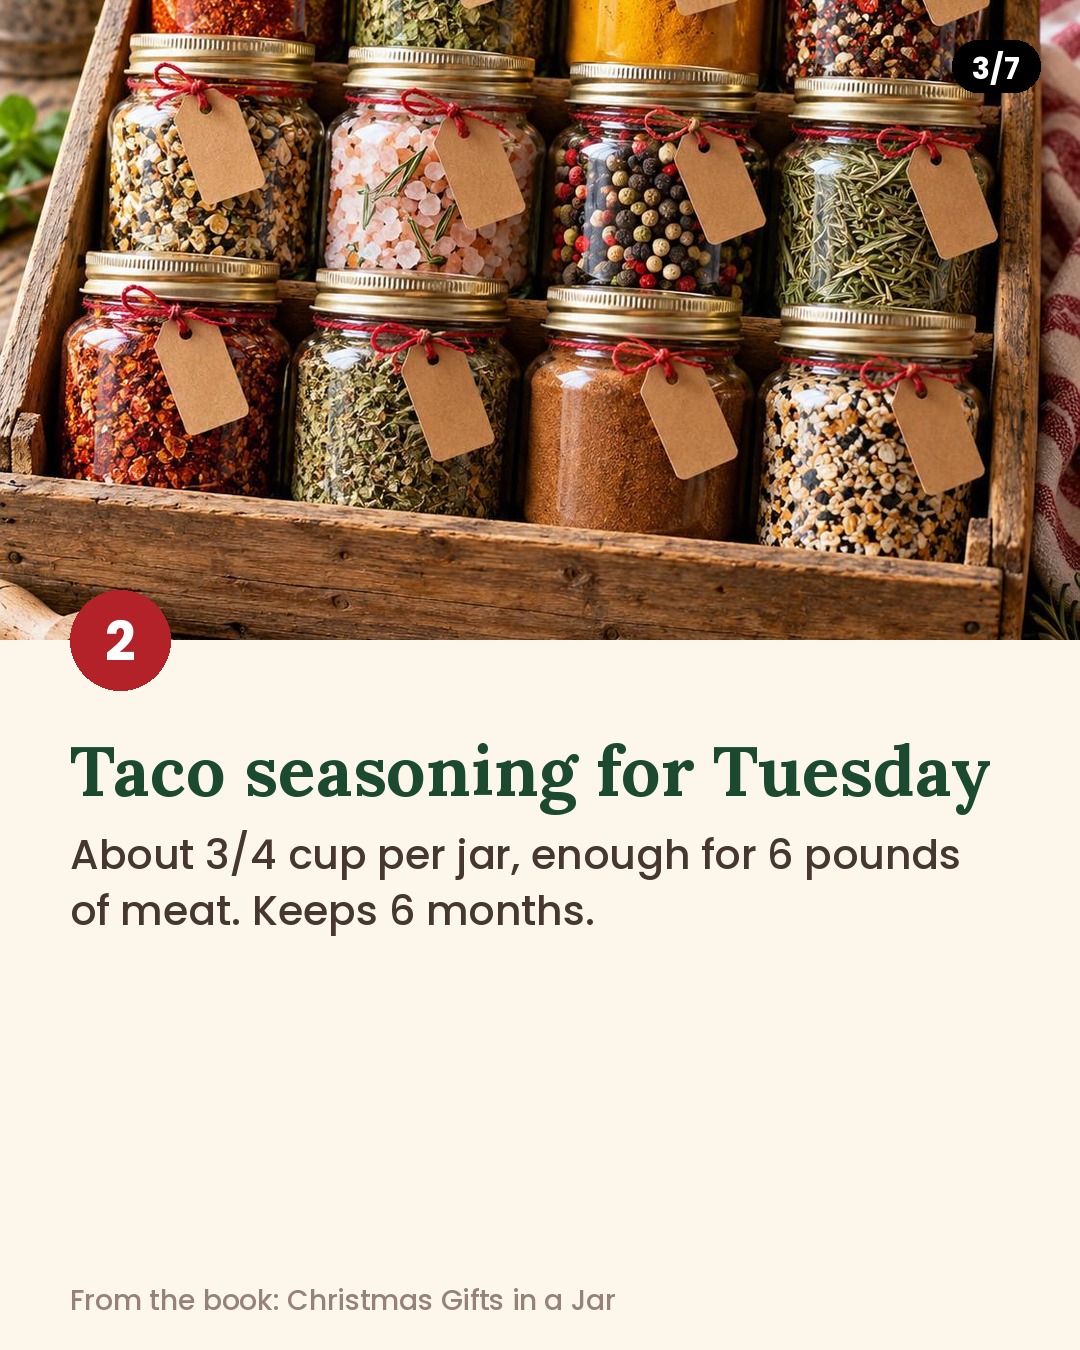 3/7
2
Taco seasoning for Tuesday
About 3/4 cup per jar, enough for 6 pounds
of meat. Keeps 6 months.
From the book: Christmas Gifts in a Jar